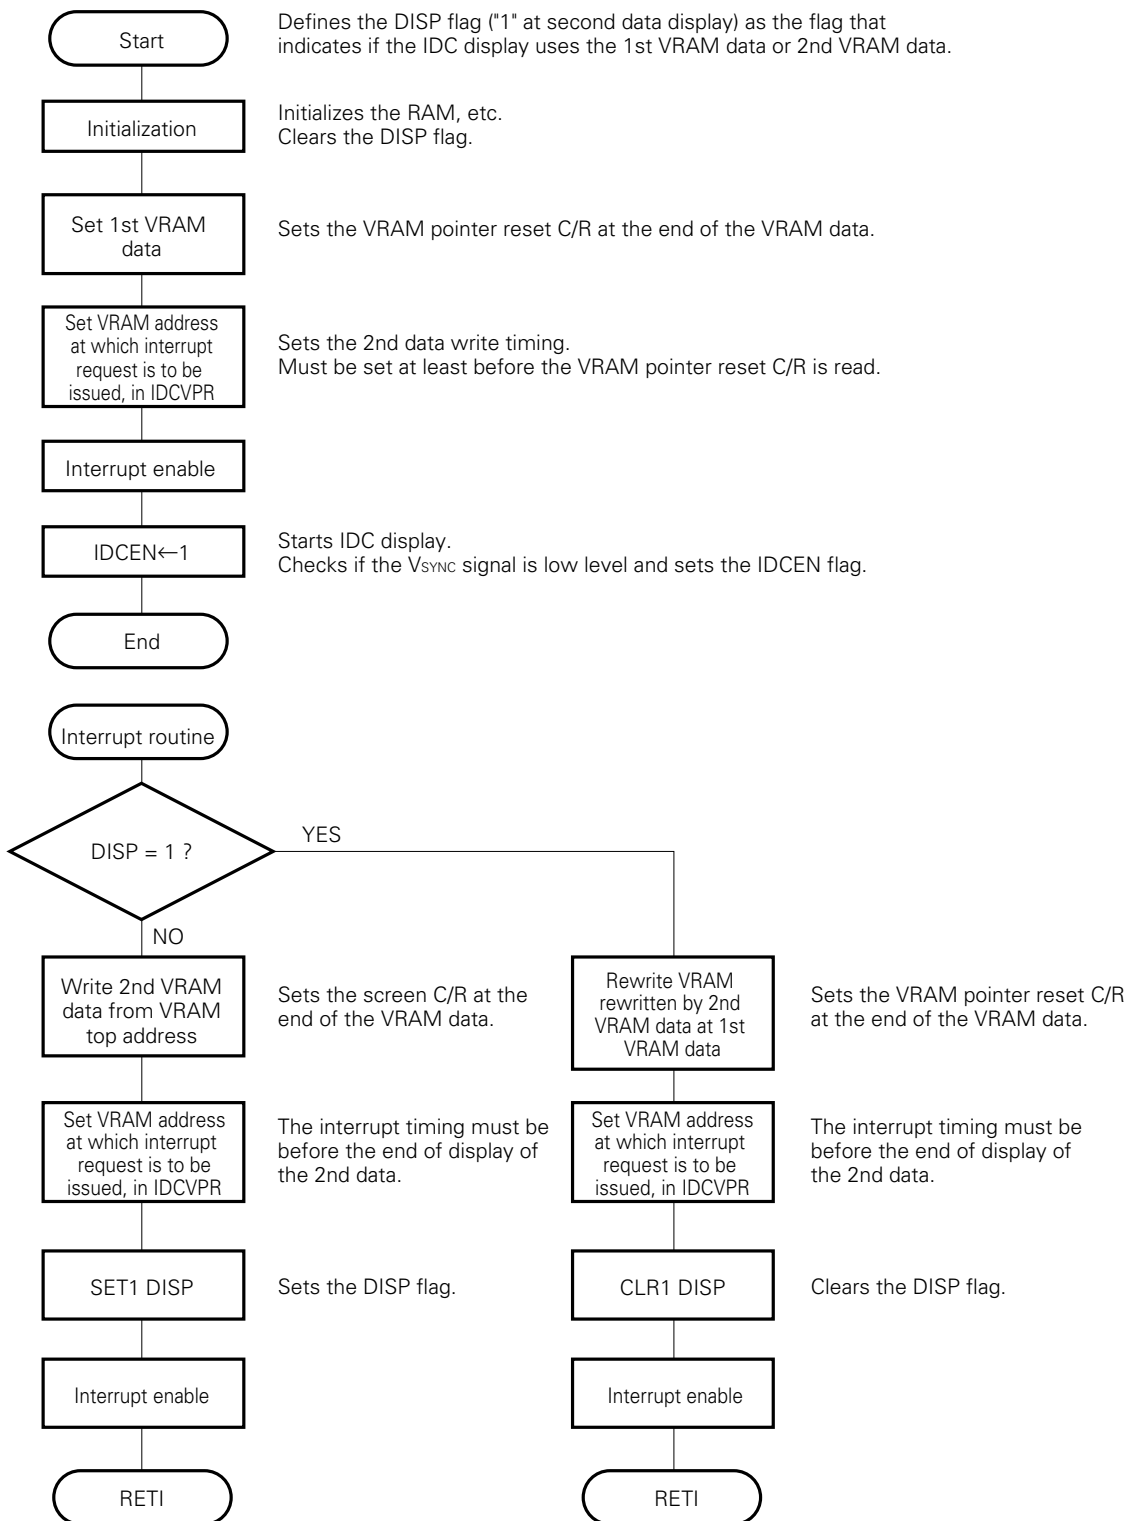 Start
Defines the DISP flag ("1" at second data display) as the flag that
indicates if the IDC display uses the 1st VRAM data or 2nd VRAM data.
Initialization
Initializes the RAM, etc.
Clears the DISP flag.
Set 1st VRAM
data
Sets the VRAM pointer reset C/R at the end of the VRAM data.
Set VRAM address
at which interrupt
request is to be
issued, in IDCVPR
Sets the 2nd data write timing.
Must be set at least before the VRAM pointer reset C/R is read.
Interrupt enable
IDCEN←1
Starts IDC display.
Checks if the VSYNC signal is low level and sets the IDCEN flag.
End
Interrupt routine
DISP = 1 ?
YES
NO
Write 2nd VRAM
data from VRAM
top address
Sets the screen C/R at the
end of the VRAM data.
Rewrite VRAM
rewritten by 2nd
VRAM data at 1st
VRAM data
Sets the VRAM pointer reset C/R
at the end of the VRAM data.
Set VRAM address
at which interrupt
request is to be
issued, in IDCVPR
The interrupt timing must be
before the end of display of
the 2nd data.
Set VRAM address
at which interrupt
request is to be
issued, in IDCVPR
The interrupt timing must be
before the end of display of
the 2nd data.
SET1 DISP
Sets the DISP flag.
CLR1 DISP
Clears the DISP flag.
Interrupt enable
Interrupt enable
RETI
RETI